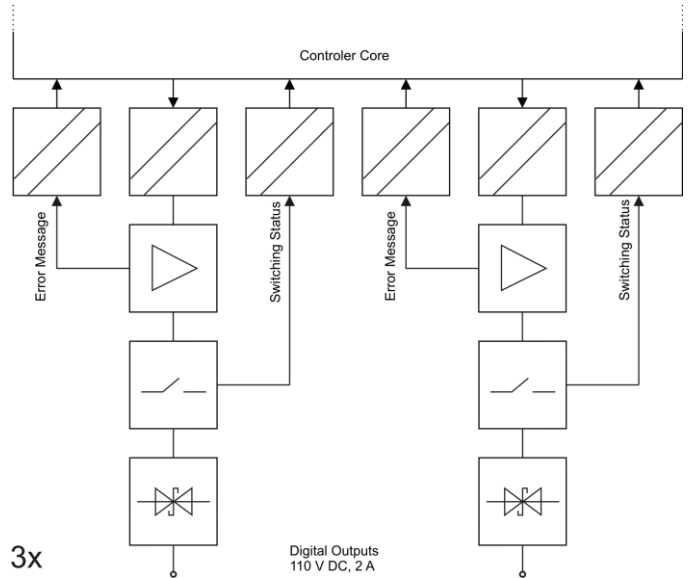 Controler Core
Error Message
Switching Status
Error Message
Switching Status
3x
Digital Outputs
110 V DC, 2 A